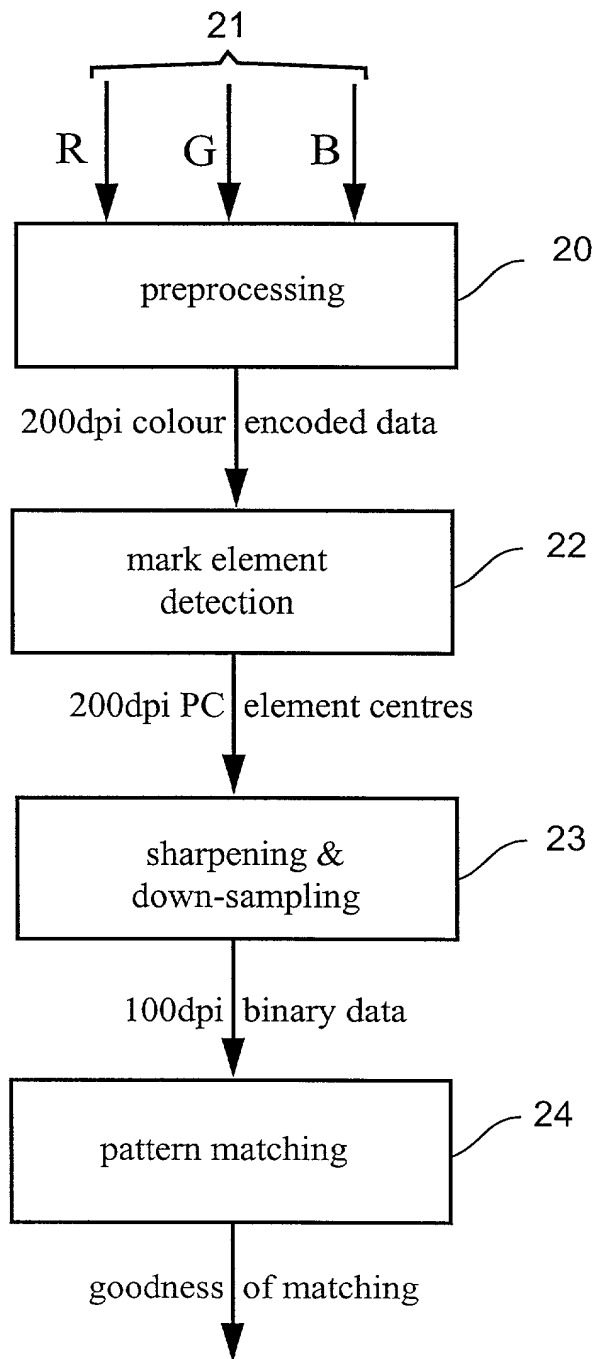 21
R G B
20
preprocessing
200dpi colour encoded data
22
mark element
detection
200dpi PC element centres
23
sharpening &
down-sampling
100dpi binary data
24
pattern matching
goodness of matching